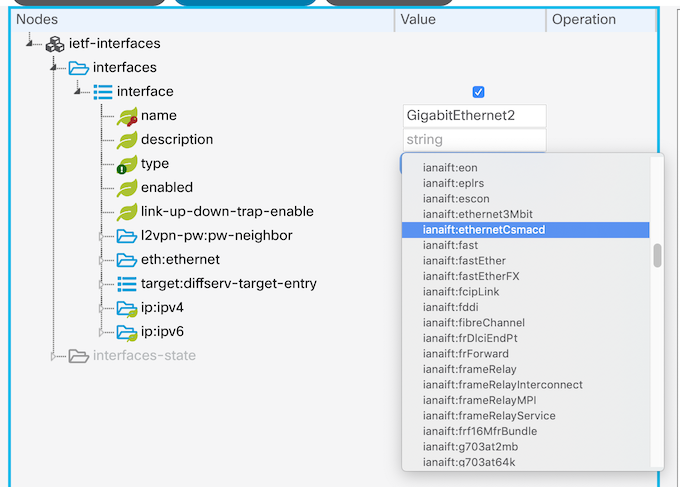 Nodes Value Operation
ietf-interfaces
interfaces
interface
name GigabitEthernet2
description string
type
enabled
link-up-down-trap-enable
l2vpn-pw:pw-neighbor
eth:ethernet
target:diffserv-target-entry
ip:ipv4
ip:ipv6
interfaces-state
ianaift:eon
ianaift:eplrs
ianaift:escon
ianaift:ethernet3Mbit
ianaift:ethernetCsmacd
ianaift:fast
ianaift:fastEther
ianaift:fastEtherFX
ianaift:fcipLink
ianaift:fddi
ianaift:fibreChannel
ianaift:frDlciEndPt
ianaift:frForward
ianaift:frameRelay
ianaift:frameRelayInterconnect
ianaift:frameRelayMPI
ianaift:frameRelayService
ianaift:frf16MfrBundle
ianaift:g703at2mb
ianaift:g703at64k